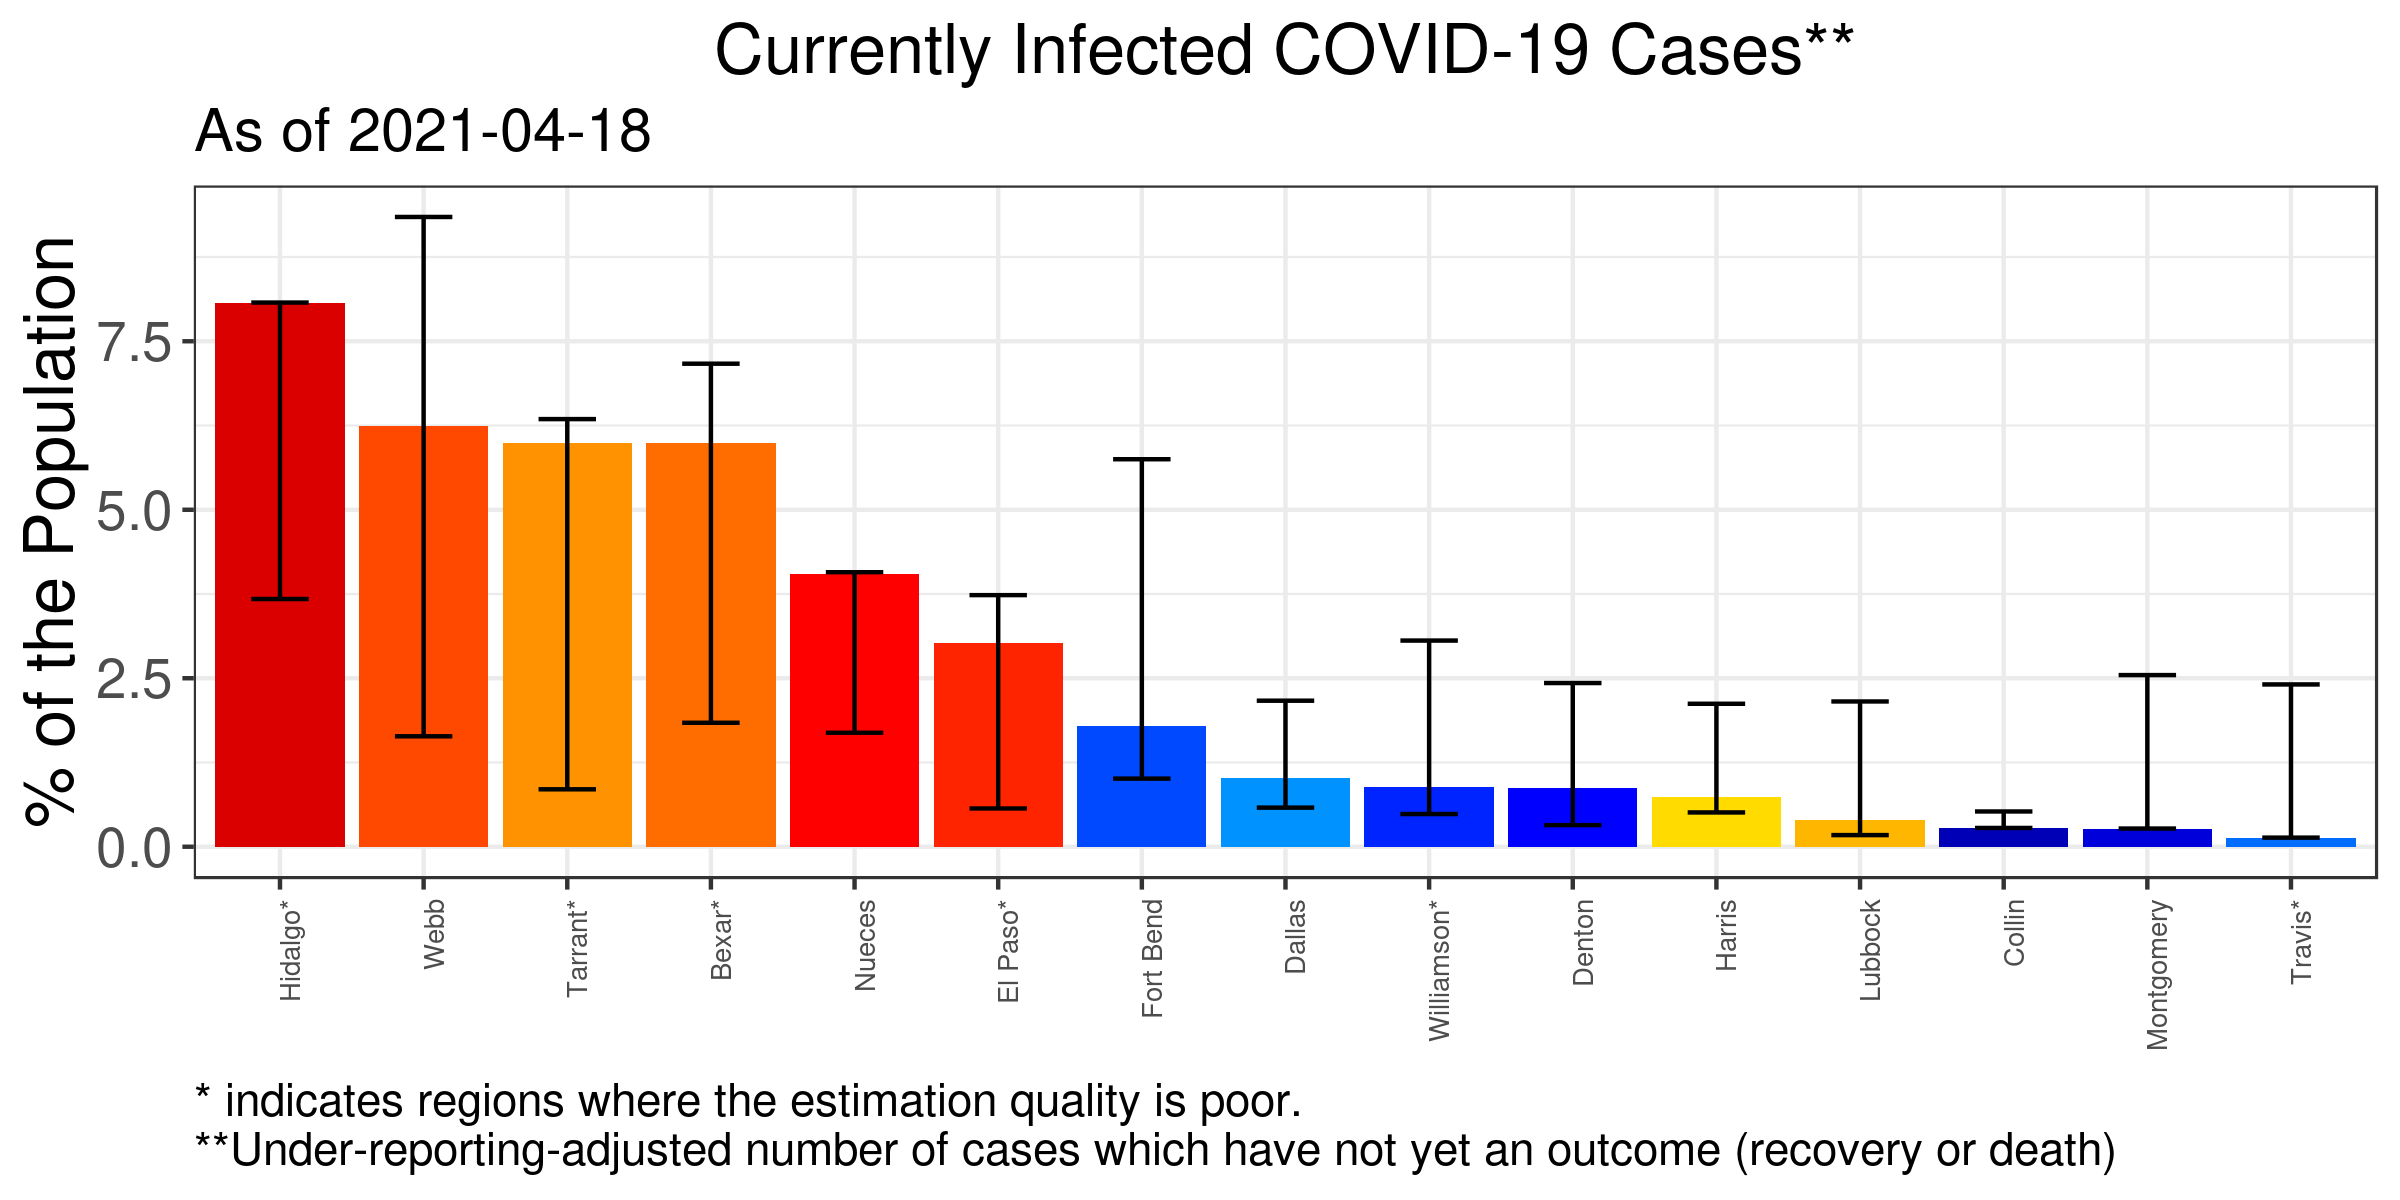 Currently Infected COVID-19 Cases**
As of 2021-04-18
% of the Population
7.5
5.0
2.5
0.0
Hidalgo*
Webb
Tarrant*
Bexar*
Nueces
El Paso*
Fort Bend
Dallas
Williamson*
Denton
Harris
Lubbock
Collin
Montgomery
Travis*
* indicates regions where the estimation quality is poor.
**Under-reporting-adjusted number of cases which have not yet an outcome (recovery or death)